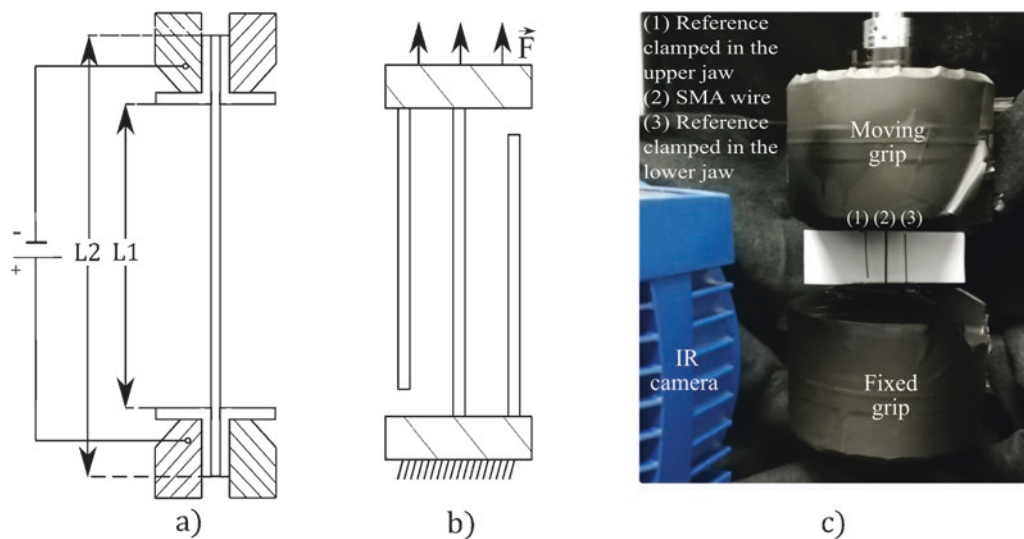 -
+
L2
L1
a)
F
b)
(1) Reference
clamped in the
upper jaw
(2) SMA wire
(3) Reference
clamped in the
lower jaw
Moving
grip
(1) (2) (3)
IR
camera
Fixed
grip
c)